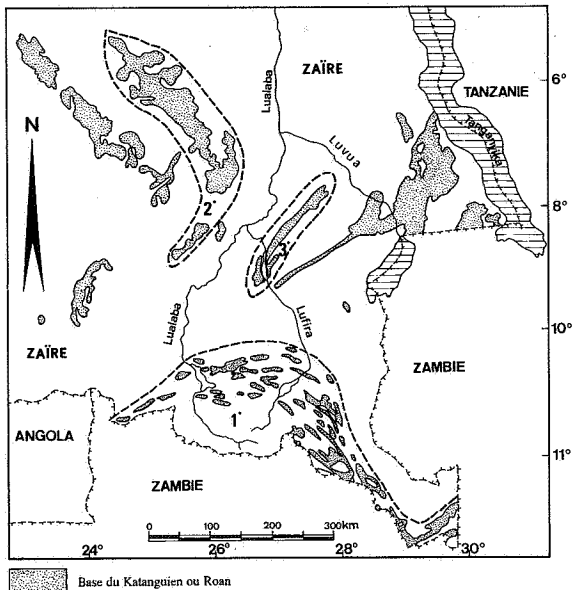 ZAÏRE
TANZANIE
6°
Lualaba
Luvua
Tanganyika
N
8°
2°
3°
Lualaba
Lufira
10°
ZAÏRE
ZAMBIE
1°
ANGOLA
ZAMBIE
11°
0 100 200 300km
24° 26° 28° 30°
Base du Katanguien ou Roan